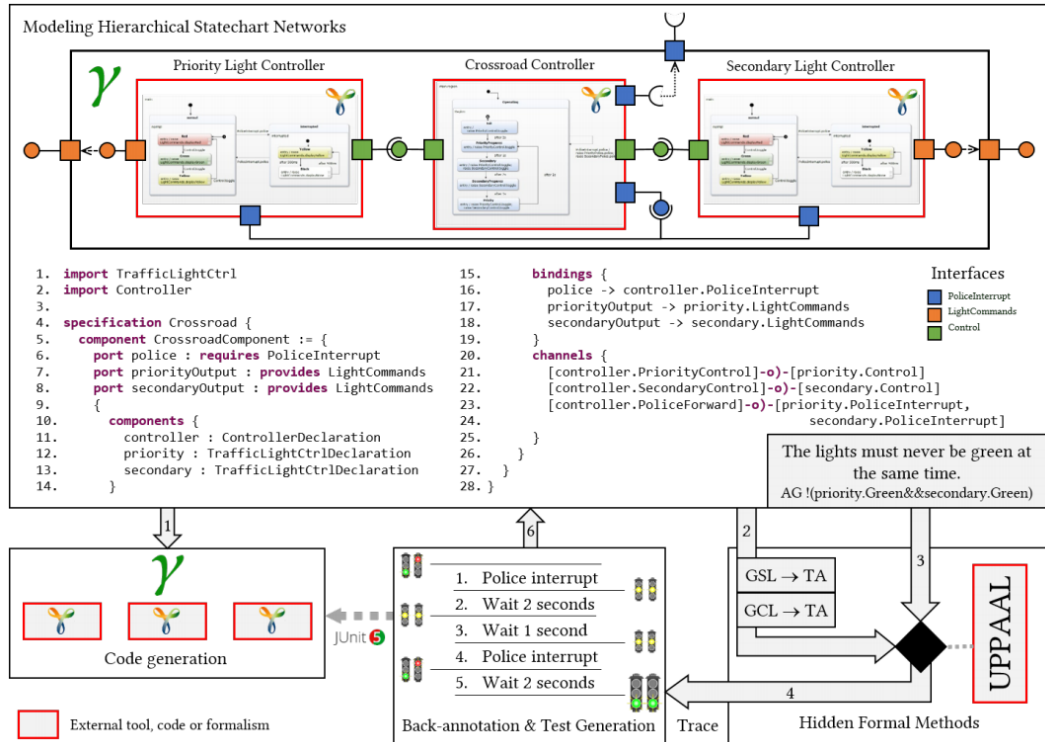 Modeling Hierarchical Statechart Networks
Priority Light Controller
Crossroad Controller
Secondary Light Controller
γ
1. import TrafficLightCtrl
2. import Controller
3.
4. specification Crossroad {
5. component CrossroadComponent := {
6. port police : requires PoliceInterrupt
7. port priorityOutput : provides LightCommands
8. port secondaryOutput : provides LightCommands
9. {
10. components {
11. controller : ControllerDeclaration
12. priority : TrafficLightCtrlDeclaration
13. secondary : TrafficLightCtrlDeclaration
14. }
15. bindings {
16. police -> controller.PoliceInterrupt
17. priorityOutput -> priority.LightCommands
18. secondaryOutput -> secondary.LightCommands
19. }
20. channels {
21. [controller.PriorityControl]-o)-[priority.Control]
22. [controller.SecondaryControl]-o)-[secondary.Control]
23. [controller.PoliceForward]-o)-[priority.PoliceInterrupt,
24. secondary.PoliceInterrupt]
25. }
26. }
27. }
28. }
Interfaces
PoliceInterrupt
LightCommands
Control
The lights must never be green at
the same time.
AG !(priority.Green&&secondary.Green)
1
6
2
3
γ
Code generation
JUnit 5
1. Police interrupt
2. Wait 2 seconds
3. Wait 1 second
4. Police interrupt
5. Wait 2 seconds
Back-annotation & Test Generation
GSL → TA
GCL → TA
UPPAAL
4
Trace
Hidden Formal Methods
External tool, code or formalism